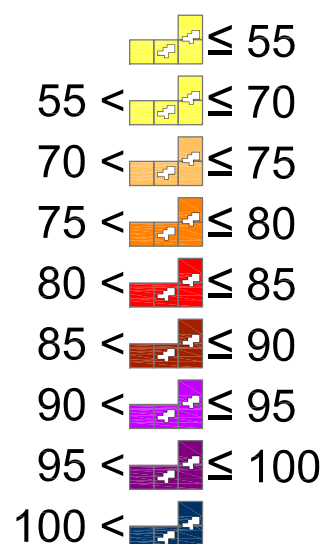 ≤ 55
55 < ≤ 70
70 < ≤ 75
75 < ≤ 80
80 < ≤ 85
85 < ≤ 90
90 < ≤ 95
95 < ≤ 100
100 <